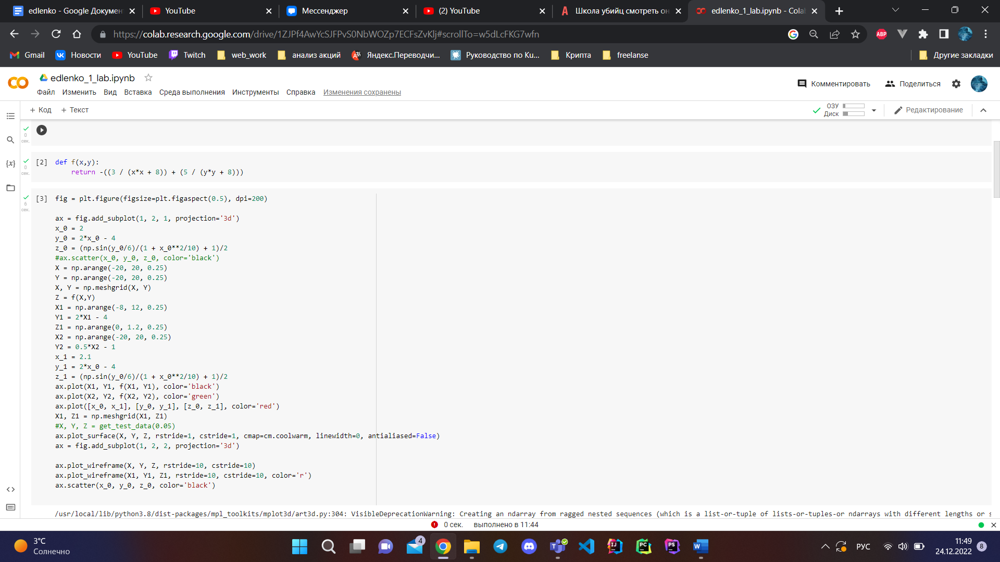 edlenko - Google Докумен
YouTube
Мессенджер
(2) YouTube
Школа убийц смотреть он
edlenko_1_lab.ipynb - Colab
https://colab.research.google.com/drive/1ZJPf4AwYcSJFPvS0NbWOZp7ECFsZvKlj#scrollTo=w5dLcFKG7wfn
ABP
Gmail
Новости
YouTube
Twitch
web_work
анализ акций
Яндекс.Переводчи...
Руководство по Ku...
Крипта
freelanse
Другие закладки
edlenko_1_lab.ipynb
Комментировать
Поделиться
Файл Изменить Вид Вставка Среда выполнения Инструменты Справка Изменения сохранены
+ Код + Текст
ОЗУ
Диск
Редактирование
0
сек.
[2] def f(x,y):
return -((3 / (x*x + 8)) + (5 / (y*y + 8)))
0
сек.
[3] fig = plt.figure(figsize=plt.figaspect(0.5), dpi=200)
6
сек.
ax = fig.add_subplot(1, 2, 1, projection='3d')
x_0 = 2
y_0 = 2*x_0 - 4
z_0 = (np.sin(y_0/6)/(1 + x_0**2/10) + 1)/2
#ax.scatter(x_0, y_0, z_0, color='black')
X = np.arange(-20, 20, 0.25)
Y = np.arange(-20, 20, 0.25)
X, Y = np.meshgrid(X, Y)
Z = f(X,Y)
X1 = np.arange(-8, 12, 0.25)
Y1 = 2*X1 - 4
Z1 = np.arange(0, 1.2, 0.25)
X2 = np.arange(-20, 20, 0.25)
Y2 = 0.5*X2 - 1
x_1 = 2.1
y_1 = 2*x_0 - 4
z_1 = (np.sin(y_0/6)/(1 + x_0**2/10) + 1)/2
ax.plot(X1, Y1, f(X1, Y1), color='black')
ax.plot(X2, Y2, f(X2, Y2), color='green')
ax.plot([x_0, x_1], [y_0, y_1], [z_0, z_1], color='red')
X1, Z1 = np.meshgrid(X1, Z1)
#X, Y, Z = get_test_data(0.05)
ax.plot_surface(X, Y, Z, rstride=1, cstride=1, cmap=cm.coolwarm, linewidth=0, antialiased=False)
ax = fig.add_subplot(1, 2, 2, projection='3d')
ax.plot_wireframe(X, Y, Z, rstride=10, cstride=10)
ax.plot_wireframe(X1, Y1, Z1, rstride=10, cstride=10, color='r')
ax.scatter(x_0, y_0, z_0, color='black')
/usr/local/lib/python3.8/dist-packages/mpl_toolkits/mplot3d/art3d.py:304: VisibleDeprecationWarning: Creating an ndarray from ragged nested sequences (which is a list-or-tuple of lists-or-tuples-or ndarrays with different lengths or s
0 сек. выполнено в 11:44
3°C
Солнечно
4
РУС
11:49
24.12.2022
8